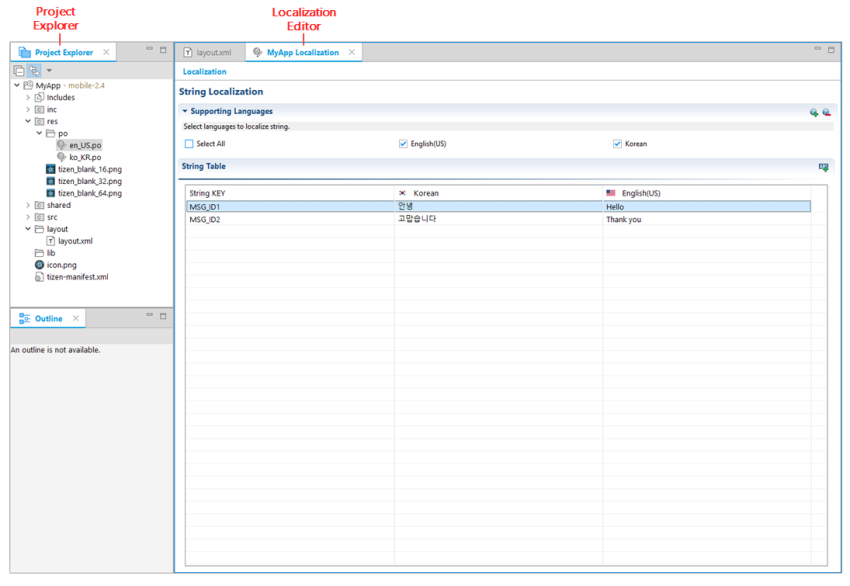 Project
Explorer
Localization
Editor
Project Explorer
layout.xml
MyApp Localization
MyApp - mobile-2.4
Includes
inc
res
po
en_US.po
ko_KR.po
tizen_blank_16.png
tizen_blank_32.png
tizen_blank_64.png
shared
src
layout
layout.xml
lib
icon.png
tizen-manifest.xml
Outline
An outline is not available.
Localization
String Localization
Supporting Languages
Select languages to localize string.
Select All English(US) Korean
String Table
String KEY Korean English(US)
MSG_ID1 안녕 Hello
MSG_ID2 고맙습니다 Thank you